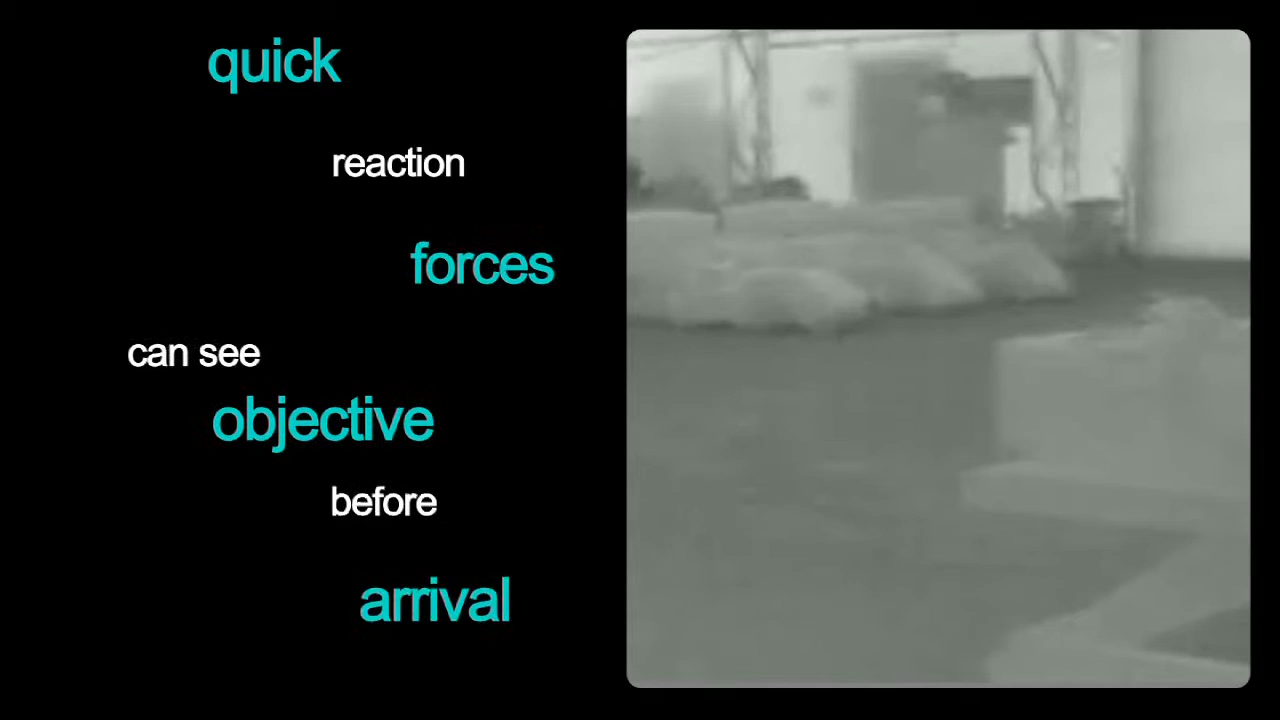 quick
reaction
forces
can see
objective
before
arrival